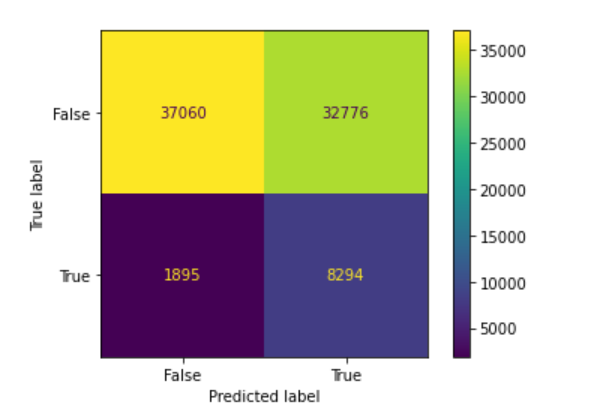 True label
False
True
37060
32776
1895
8294
False
True
Predicted label
35000
30000
25000
20000
15000
10000
5000